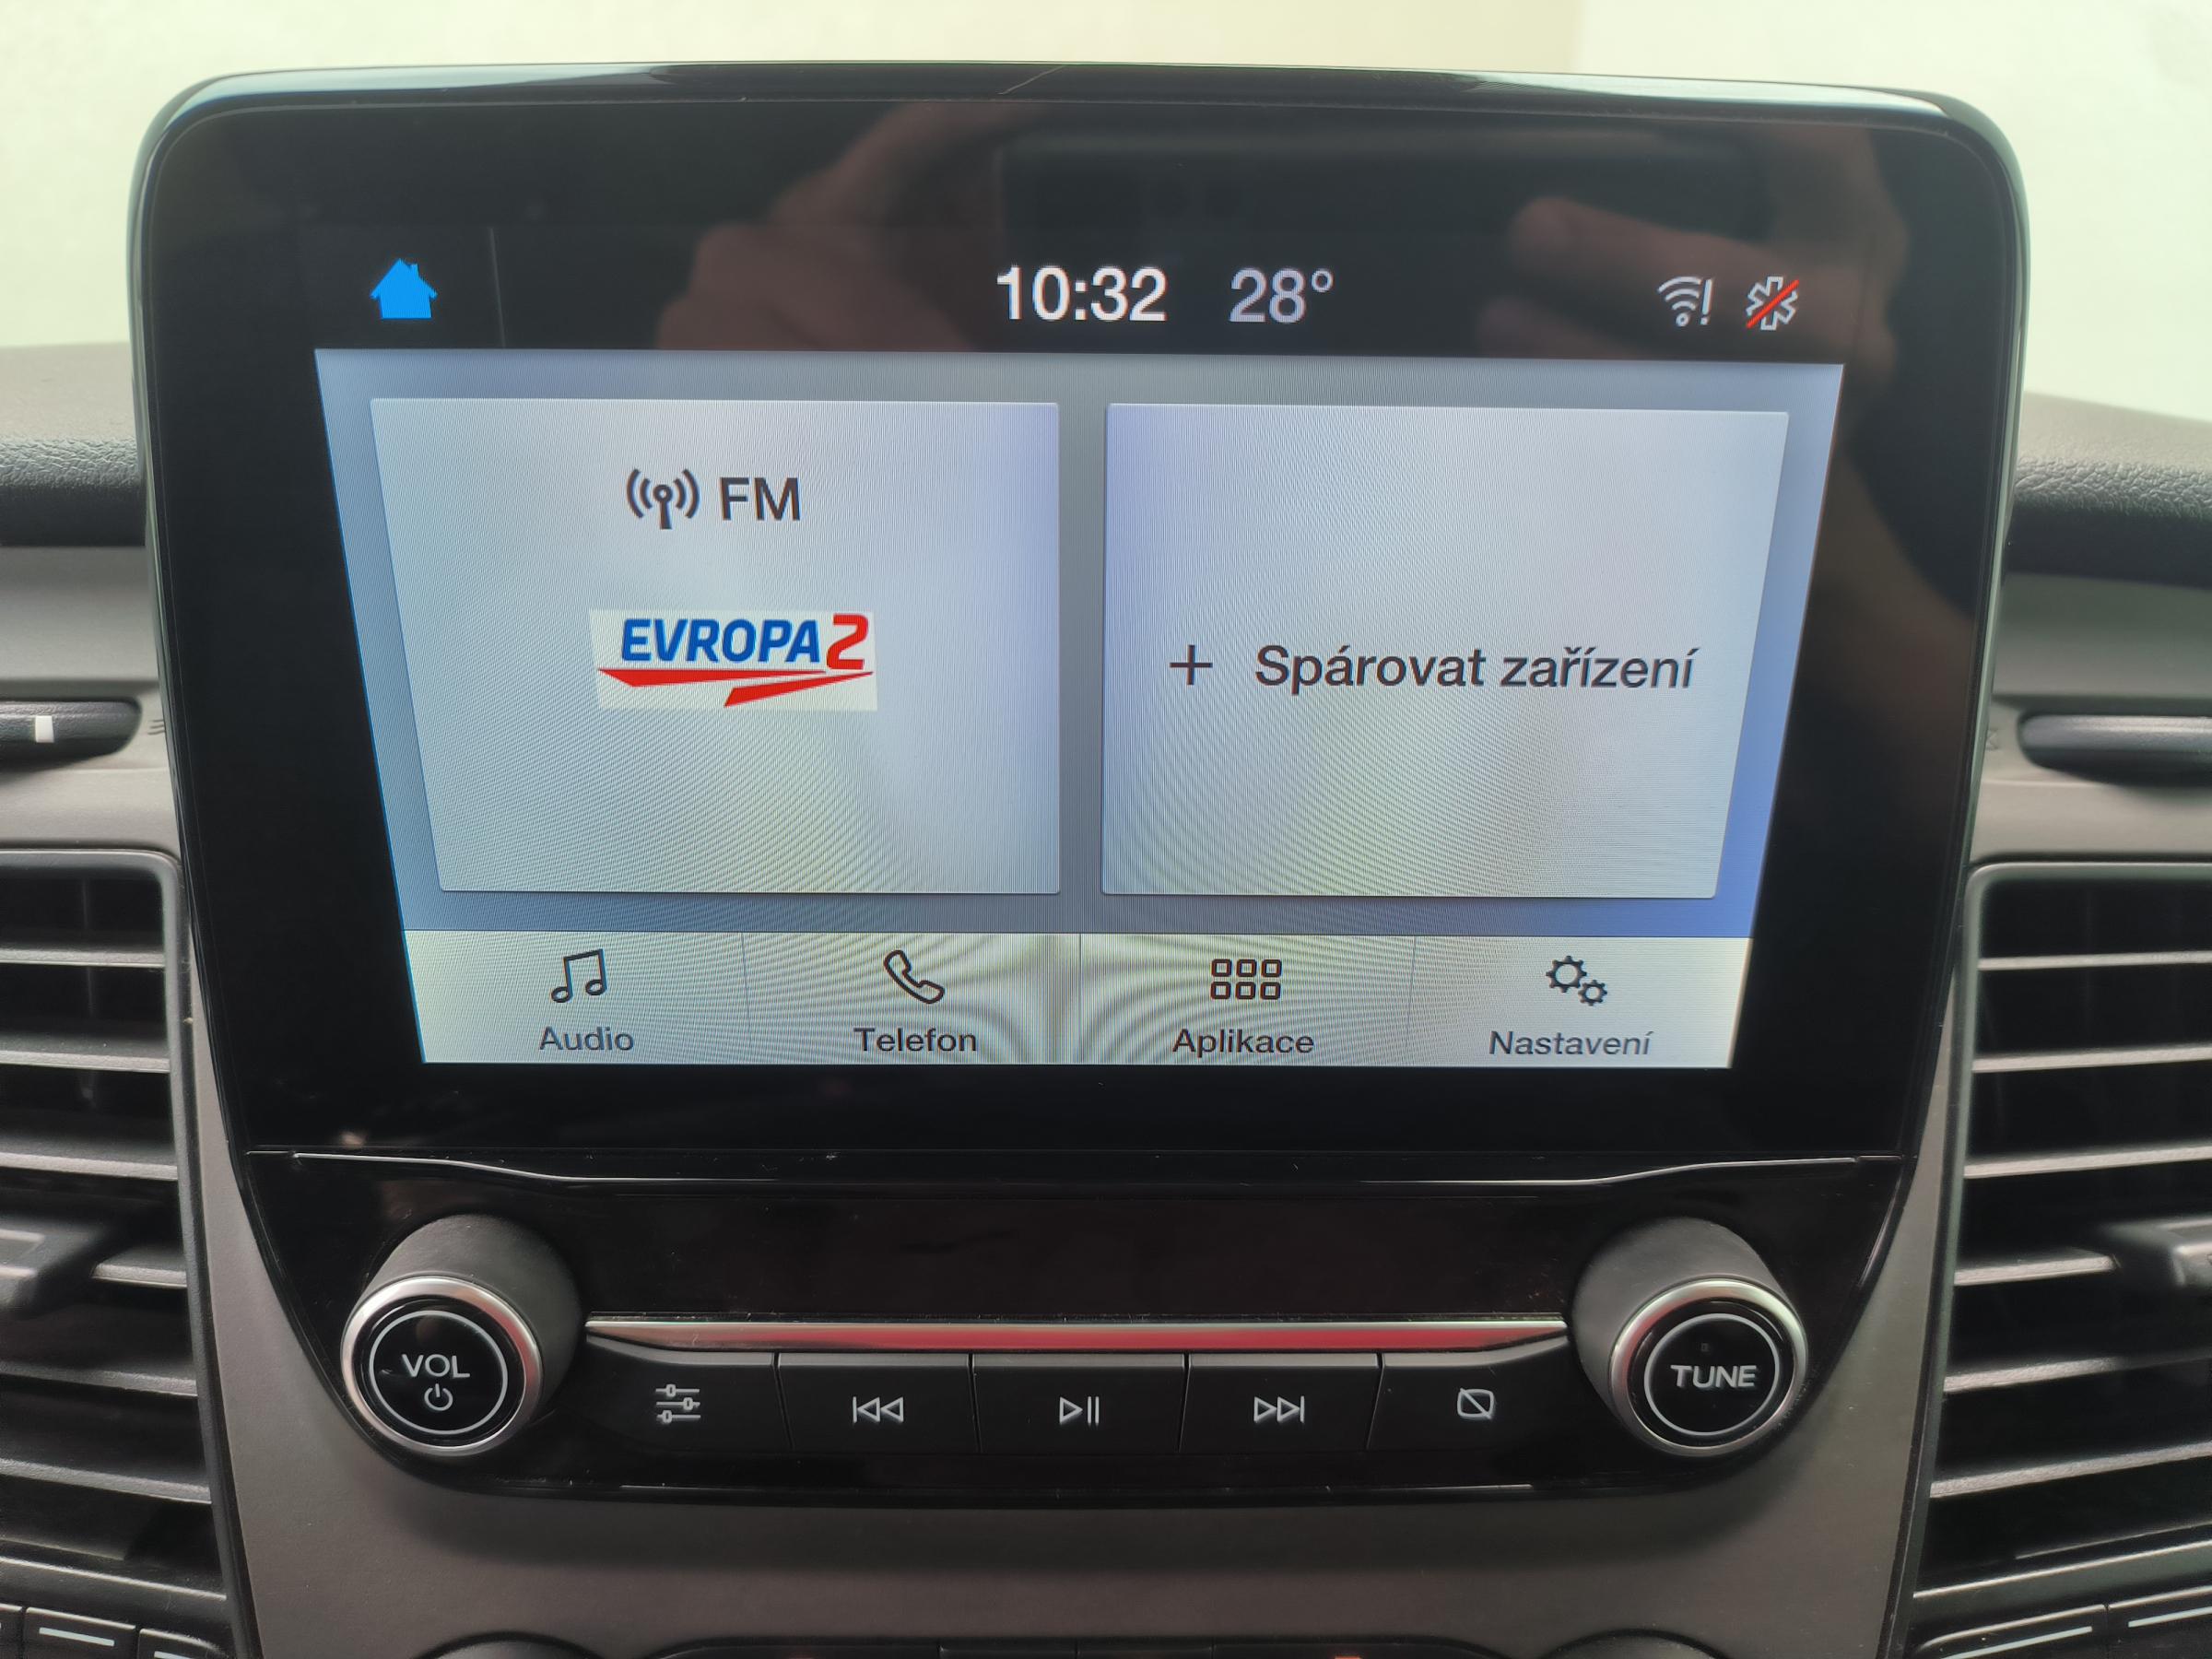 10:32 28°
FM
EVROPA 2
+ Spárovat zařízení
Audio
Telefon
Aplikace
Nastavení
VOL
TUNE